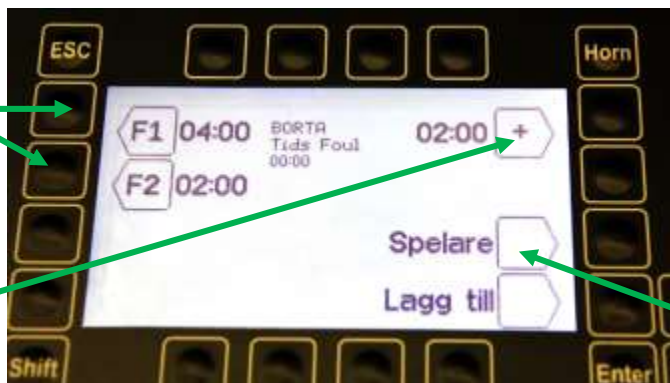 ESC
Horn
F1 04:00 BORTA 02:00 +
Tids Foul
00:00
F2 02:00
Spelare
Lagg till
Shift
Enter